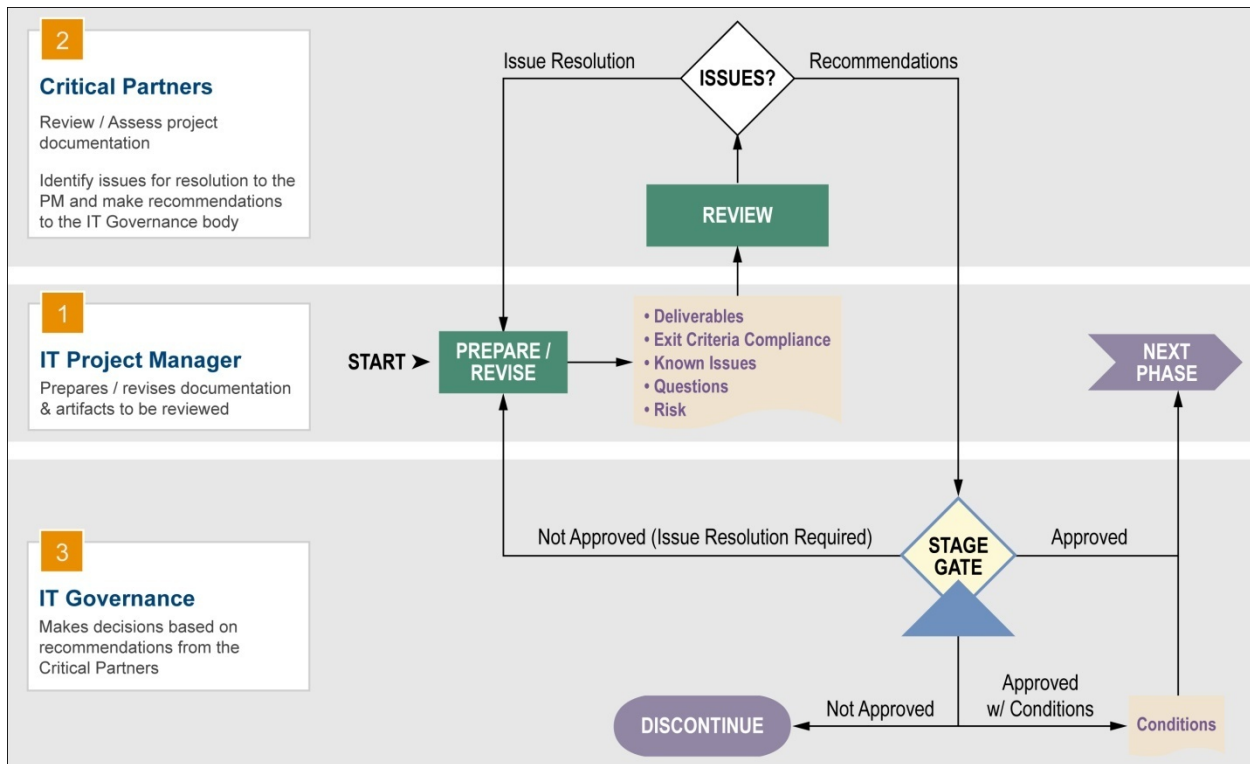 2
Critical Partners
Review / Assess project
documentation
Identify issues for resolution to the
PM and make recommendations
to the IT Governance body
Issue Resolution
ISSUES?
Recommendations
REVIEW
1
IT Project Manager
Prepares / revises documentation
& artifacts to be reviewed
START
PREPARE /
REVISE
• Deliverables
• Exit Criteria Compliance
• Known Issues
• Questions
• Risk
NEXT
PHASE
3
IT Governance
Makes decisions based on
recommendations from the
Critical Partners
Not Approved (Issue Resolution Required)
STAGE
GATE
Approved
DISCONTINUE
Not Approved
Approved
w/ Conditions
Conditions